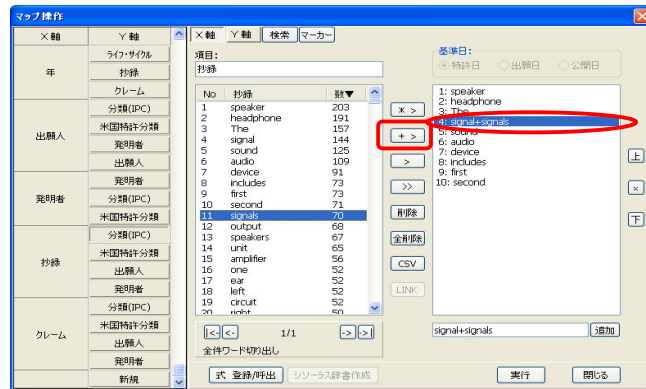 マップ操作
X軸 Y軸
年 ライフ・サイクル
抄録
クレーム
出願人 分類(IPC)
米国特許分類
発明者
出願人
発明者 発明者
分類(IPC)
米国特許分類
抄録 分類(IPC)
米国特許分類
出願人
発明者
クレーム 分類(IPC)
米国特許分類
出願人
発明者
新規
X軸 Y軸 検索 マーカー
項目:
抄録
基準日:
特許日 出願日 公開日
No 抄録 数▼
1 speaker 203
2 headphone 191
3 The 157
4 signal 144
5 sound 125
6 audio 109
7 device 91
8 includes 73
9 first 73
10 second 71
11 signals 70
12 output 68
13 speakers 67
14 unit 65
15 amplifier 56
16 one 52
17 ear 52
18 left 52
19 circuit 52
20 right 50
|<- <- 1/1 -> ->|
全件ワード切り出し
* >
+ >
>
>>
削除
全削除
CSV
LINK
1: speaker
2: headphone
3: The
4: signal+signals
5: sound
6: audio
7: device
8: includes
9: first
10: second
上
×
下
signal+signals 追加
式 登録/呼出 シソーラス辞書作成 実行 閉じる